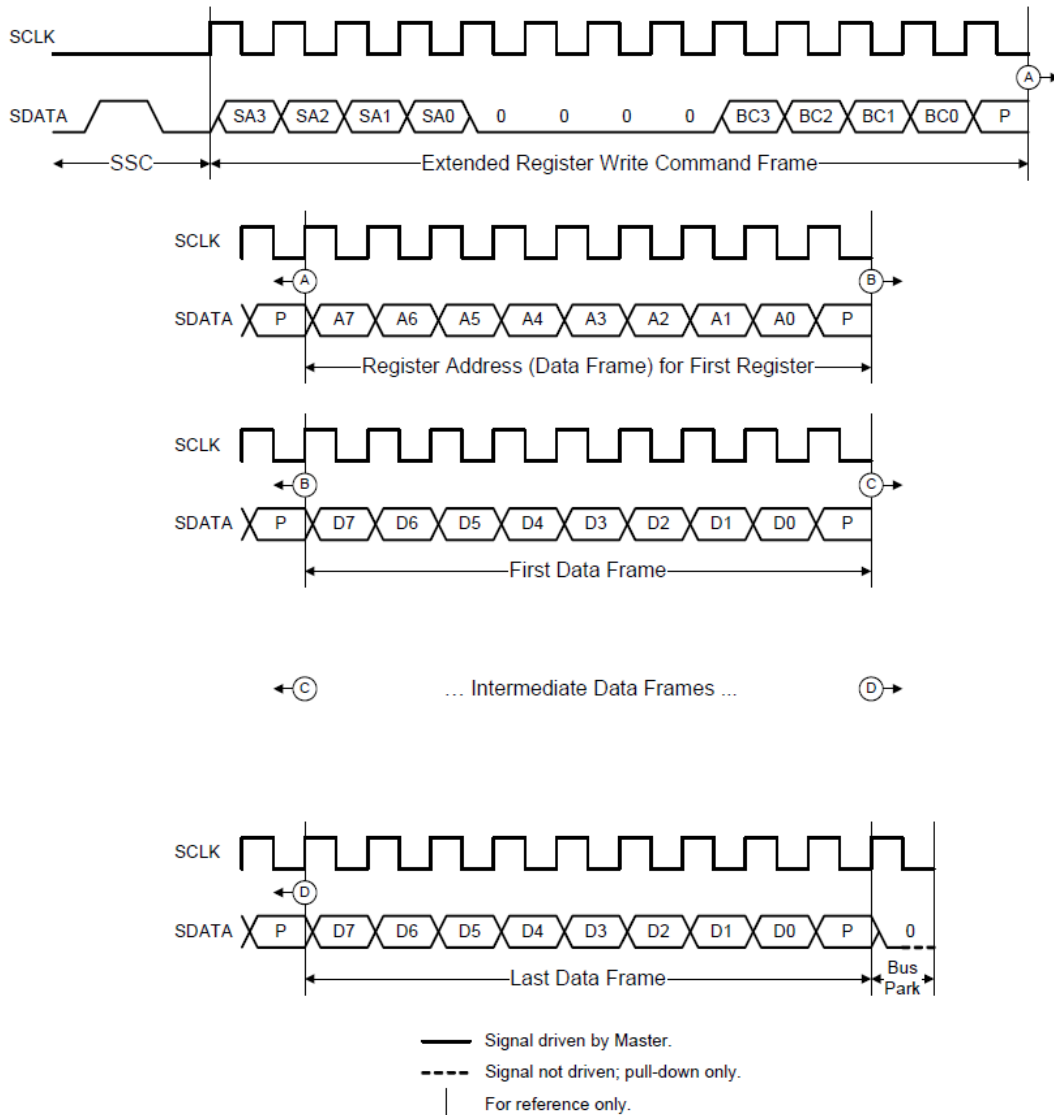 SCLK
A
SDATA SA3 SA2 SA1 SA0 0 0 0 0 BC3 BC2 BC1 BC0 P
SSC Extended Register Write Command Frame
SCLK
A B
SDATA P A7 A6 A5 A4 A3 A2 A1 A0 P
Register Address (Data Frame) for First Register
SCLK
B C
SDATA P D7 D6 D5 D4 D3 D2 D1 D0 P
First Data Frame
C ... Intermediate Data Frames ... D
SCLK
D
SDATA P D7 D6 D5 D4 D3 D2 D1 D0 P 0
Last Data Frame Bus
Park
Signal driven by Master.
Signal not driven; pull-down only.
For reference only.